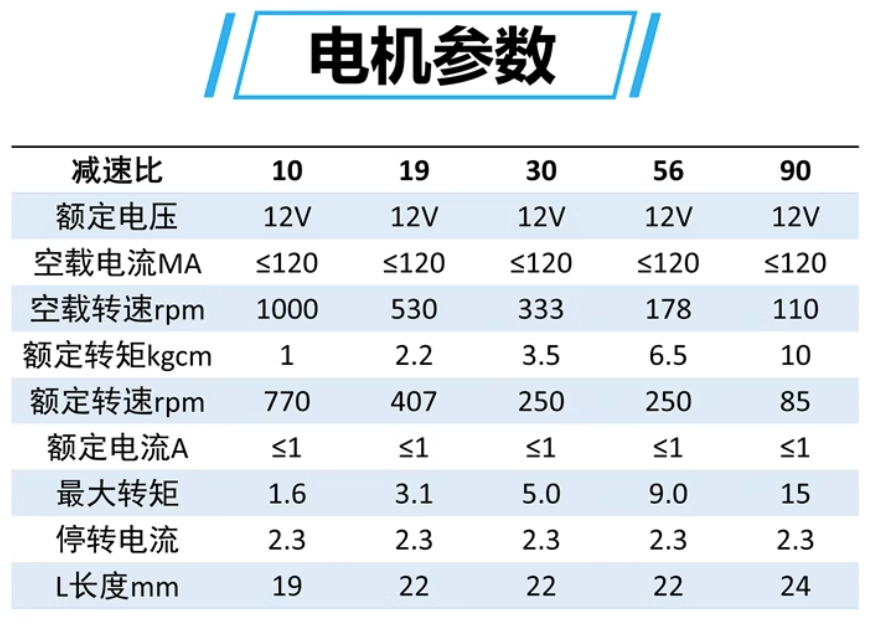 电机参数
减速比 10 19 30 56 90
额定电压 12V 12V 12V 12V 12V
空载电流MA ≤120 ≤120 ≤120 ≤120 ≤120
空载转速rpm 1000 530 333 178 110
额定转矩kgcm 1 2.2 3.5 6.5 10
额定转速rpm 770 407 250 250 85
额定电流A ≤1 ≤1 ≤1 ≤1 ≤1
最大转矩 1.6 3.1 5.0 9.0 15
停转电流 2.3 2.3 2.3 2.3 2.3
L长度mm 19 22 22 22 24